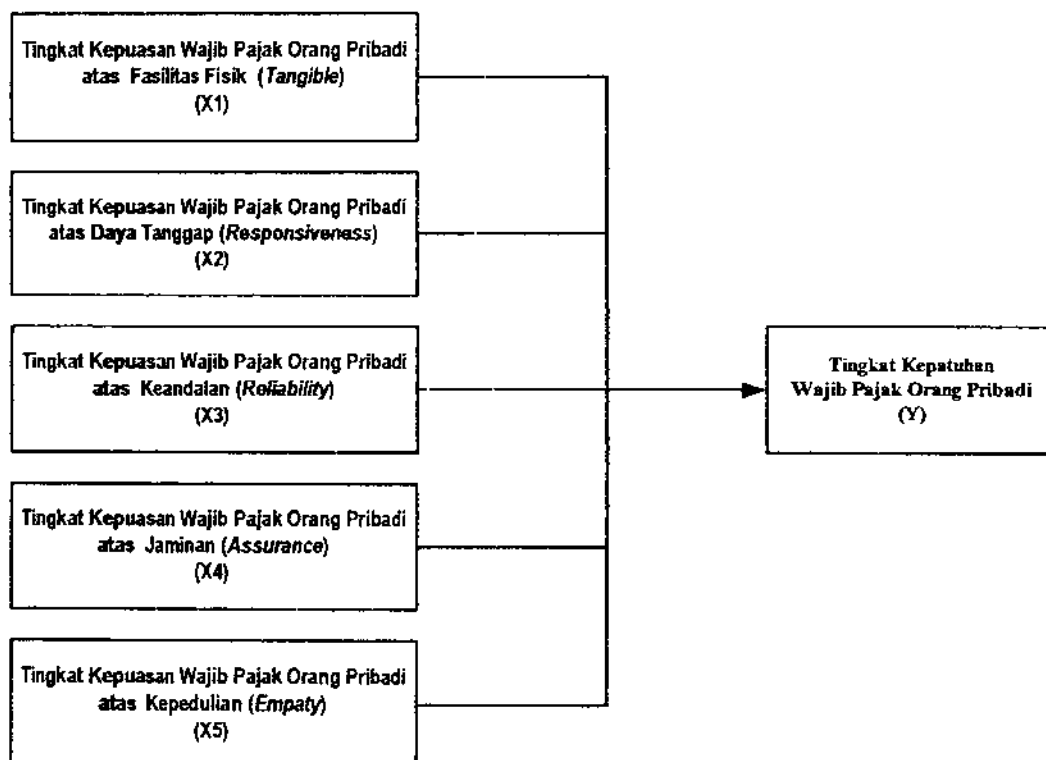 Tingkat Kepuasan Wajib Pajak Orang Pribadi
atas Fasilitas Fisik (Tangible)
(X1)
Tingkat Kepuasan Wajib Pajak Orang Pribadi
atas Daya Tanggap (Responsiveness)
(X2)
Tingkat Kepuasan Wajib Pajak Orang Pribadi
atas Keandalan (Reliability)
(X3)
Tingkat Kepuasan Wajib Pajak Orang Pribadi
atas Jaminan (Assurance)
(X4)
Tingkat Kepuasan Wajib Pajak Orang Pribadi
atas Kepedulian (Empaty)
(X5)
Tingkat Kepatuhan
Wajib Pajak Orang Pribadi
(Y)